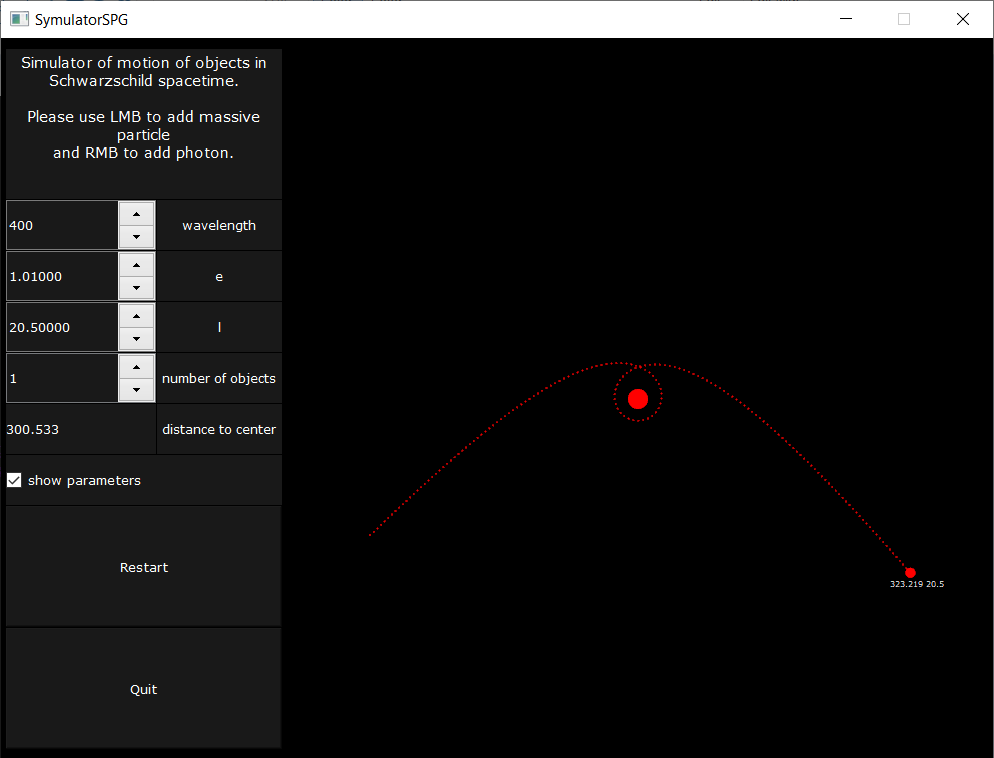 SymulatorSPG
Simulator of motion of objects in
Schwarzschild spacetime.
Please use LMB to add massive
particle
and RMB to add photon.
400 wavelength
1.01000 e
20.50000 l
1 number of objects
300.533 distance to center
show parameters
Restart
Quit
323.219 20.5